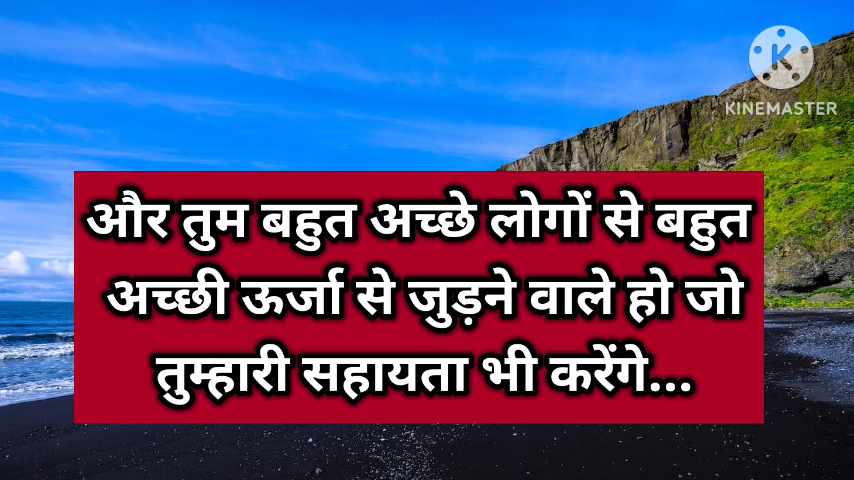 KINEMASTER
और तुम बहुत अच्छे लोगों से बहुत
अच्छी ऊर्जा से जुड़ने वाले हो जो
तुम्हारी सहायता भी करेंगे...